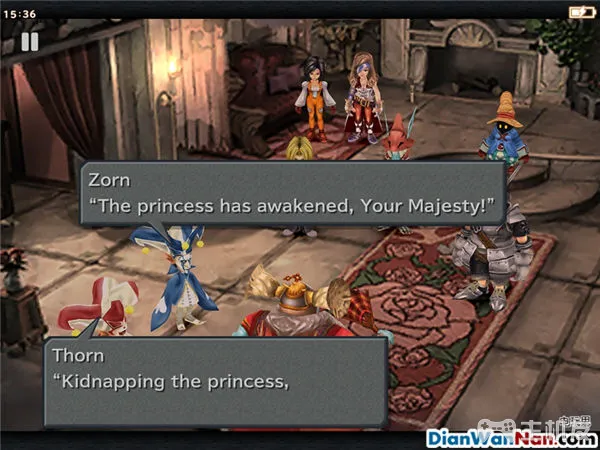 15:36
Zorn
“The princess has awakened, Your Majesty!”
Thorn
“Kidnapping the princess,
DianWanNan.com